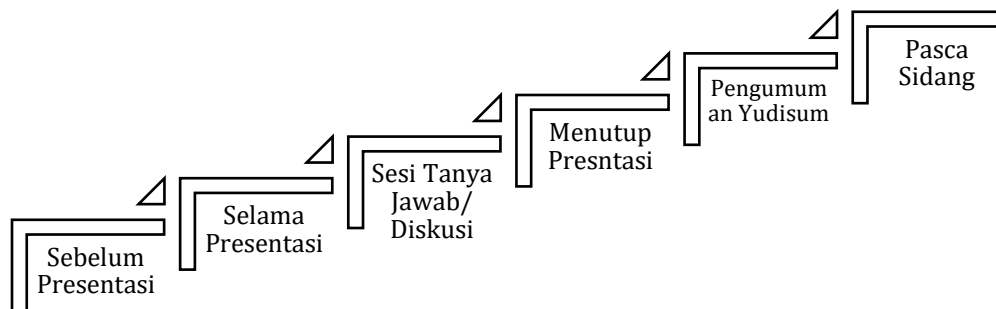 Sebelum
Presentasi
Selama
Presentasi
Sesi Tanya
Jawab/
Diskusi
Menutup
Presntasi
Pengumum
an Yudisum
Pasca
Sidang